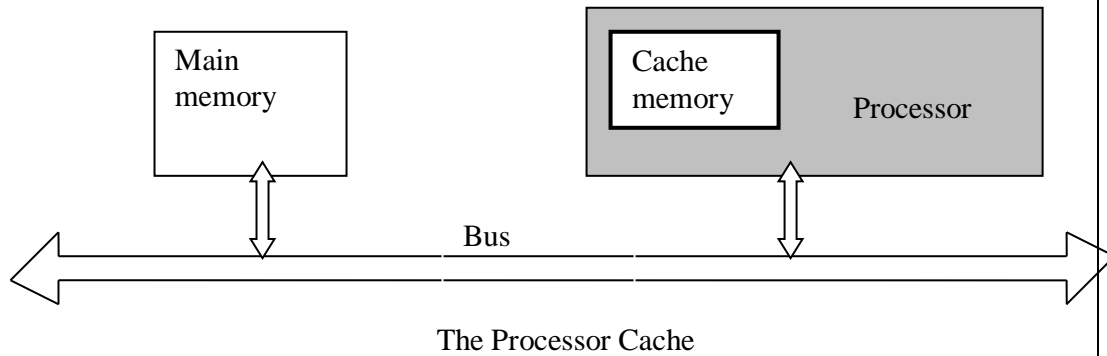 Main
memory
Cache
memory
Processor
Bus
The Processor Cache